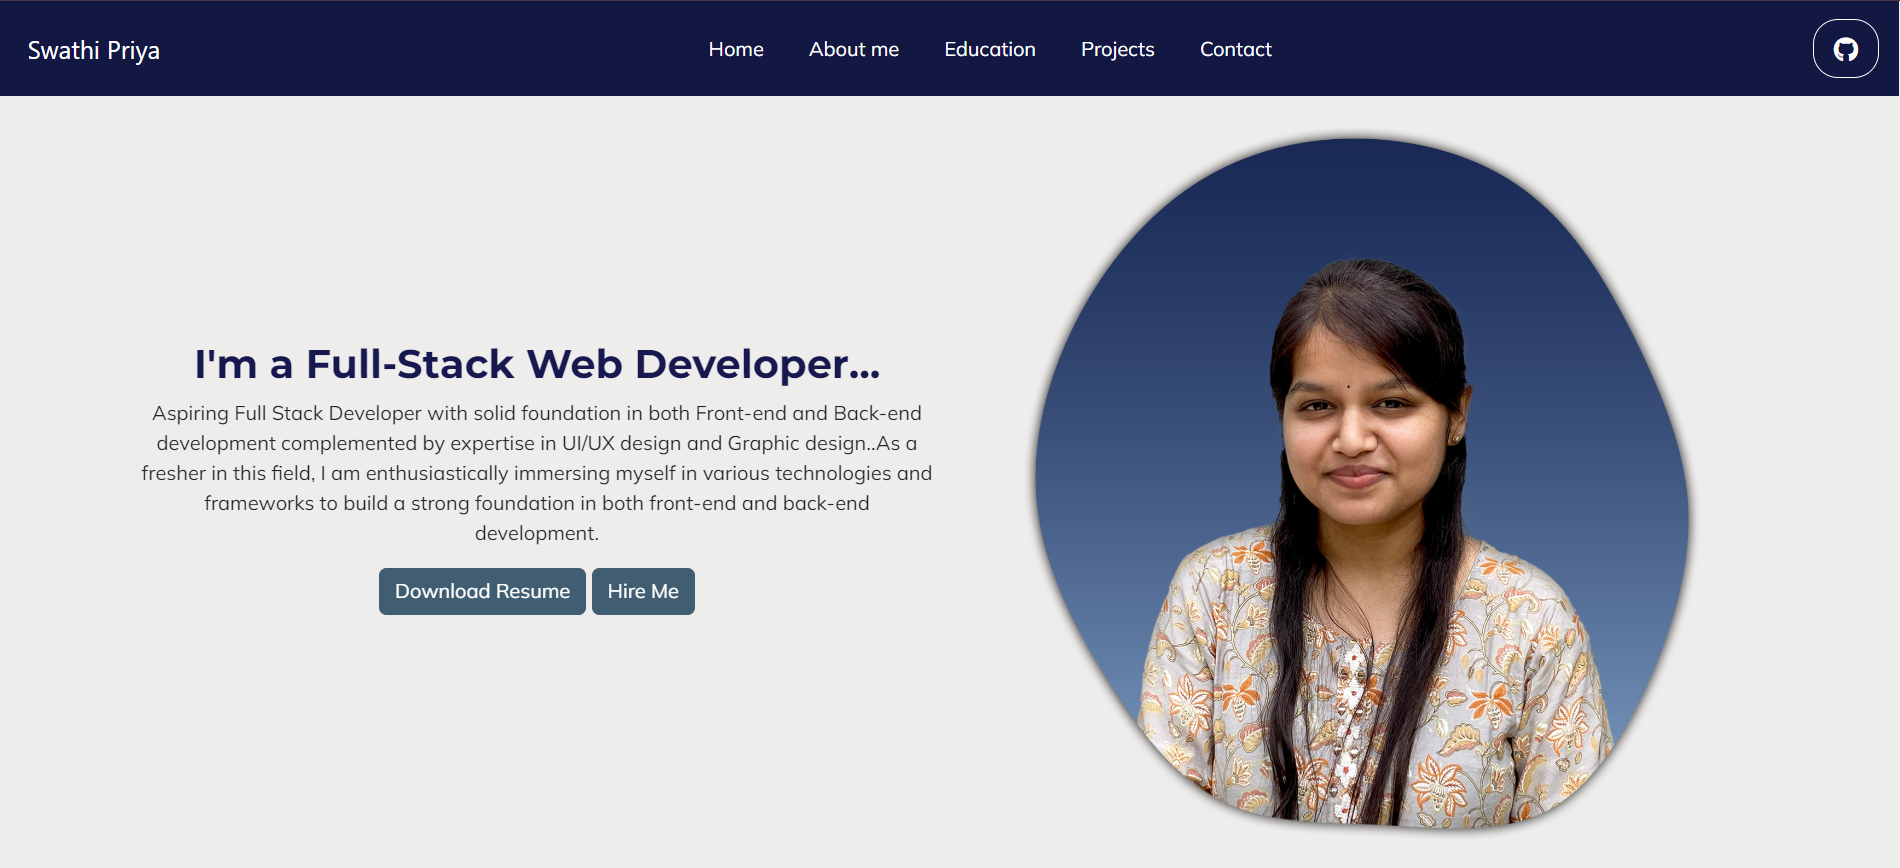 Swathi Priya
Home
About me
Education
Projects
Contact
I'm a Full-Stack Web Developer...
Aspiring Full Stack Developer with solid foundation in both Front-end and Back-end
development complemented by expertise in UI/UX design and Graphic design..As a
fresher in this field, I am enthusiastically immersing myself in various technologies and
frameworks to build a strong foundation in both front-end and back-end
development.
Download Resume
Hire Me